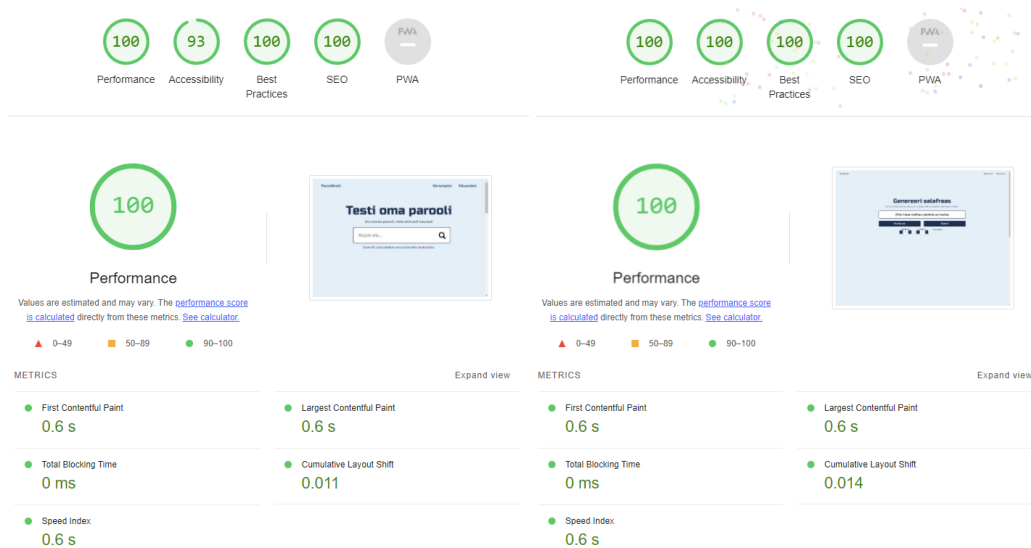 100 93 100 100 PWA
Performance Accessibility Best Practices SEO PWA
100
Testi oma parooli
Performance
Values are estimated and may vary. The performance score
is calculated directly from these metrics. See calculator.
0–49 50–89 90–100
METRICS Expand view
First Contentful Paint
0.6 s
Largest Contentful Paint
0.6 s
Total Blocking Time
0 ms
Cumulative Layout Shift
0.011
Speed Index
0.6 s
100 100 100 100 PWA
Performance Accessibility Best Practices SEO PWA
100
Genereeri salafraas
Performance
Values are estimated and may vary. The performance score
is calculated directly from these metrics. See calculator.
0–49 50–89 90–100
METRICS Expand view
First Contentful Paint
0.6 s
Largest Contentful Paint
0.6 s
Total Blocking Time
0 ms
Cumulative Layout Shift
0.014
Speed Index
0.6 s